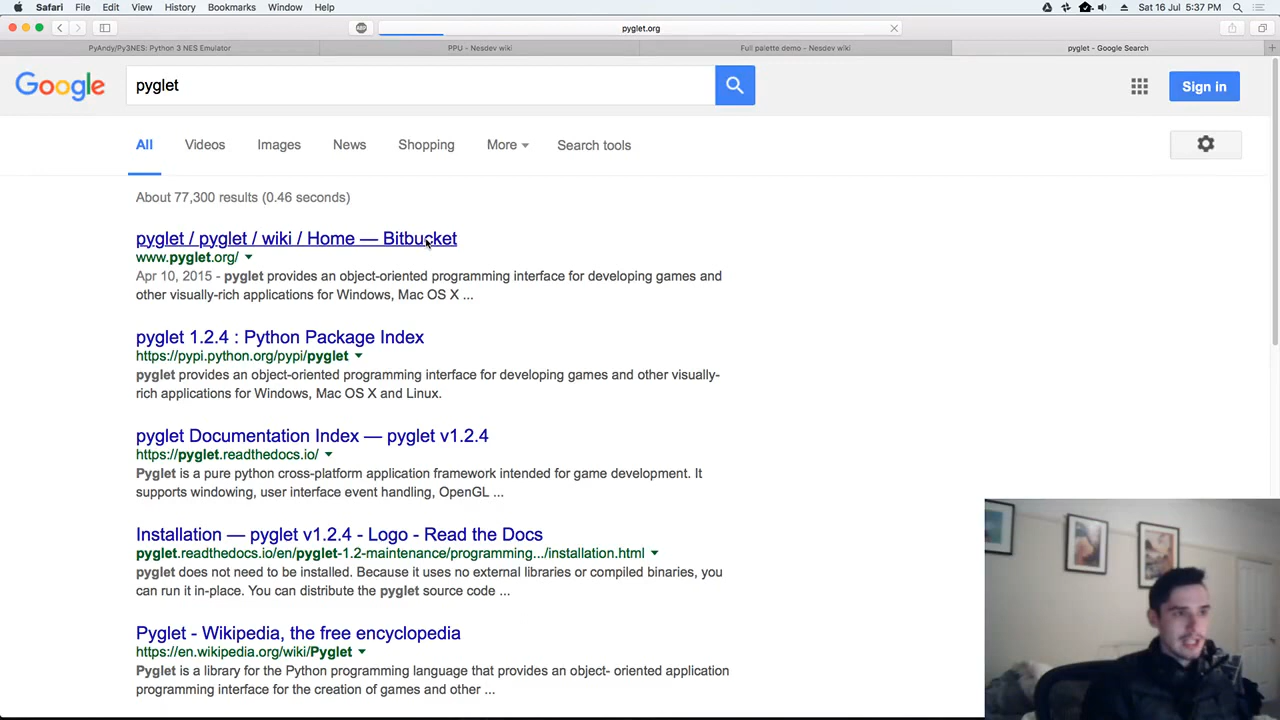 Safari File Edit View History Bookmarks Window Help Sat 16 Jul 5:37 PM
pyglet.org
PyAndy/Py3NES: Python 3 NES Emulator PPU - Nesdev wiki Full palette demo - Nesdev wiki pyglet - Google Search
Google pyglet Sign in
All Videos Images News Shopping More Search tools
About 77,300 results (0.46 seconds)
pyglet / pyglet / wiki / Home — Bitbucket
www.pyglet.org/
Apr 10, 2015 - pyglet provides an object-oriented programming interface for developing games and
other visually-rich applications for Windows, Mac OS X ...
pyglet 1.2.4 : Python Package Index
https://pypi.python.org/pypi/pyglet
pyglet provides an object-oriented programming interface for developing games and other visually-
rich applications for Windows, Mac OS X and Linux.
pyglet Documentation Index — pyglet v1.2.4
https://pyglet.readthedocs.io/
Pyglet is a pure python cross-platform application framework intended for game development. It
supports windowing, user interface event handling, OpenGL ...
Installation — pyglet v1.2.4 - Logo - Read the Docs
pyglet.readthedocs.io/en/pyglet-1.2-maintenance/programming.../installation.html
pyglet does not need to be installed. Because it uses no external libraries or compiled binaries, you
can run it in-place. You can distribute the pyglet source code ...
Pyglet - Wikipedia, the free encyclopedia
https://en.wikipedia.org/wiki/Pyglet
Pyglet is a library for the Python programming language that provides an object- oriented application
programming interface for the creation of games and other ...